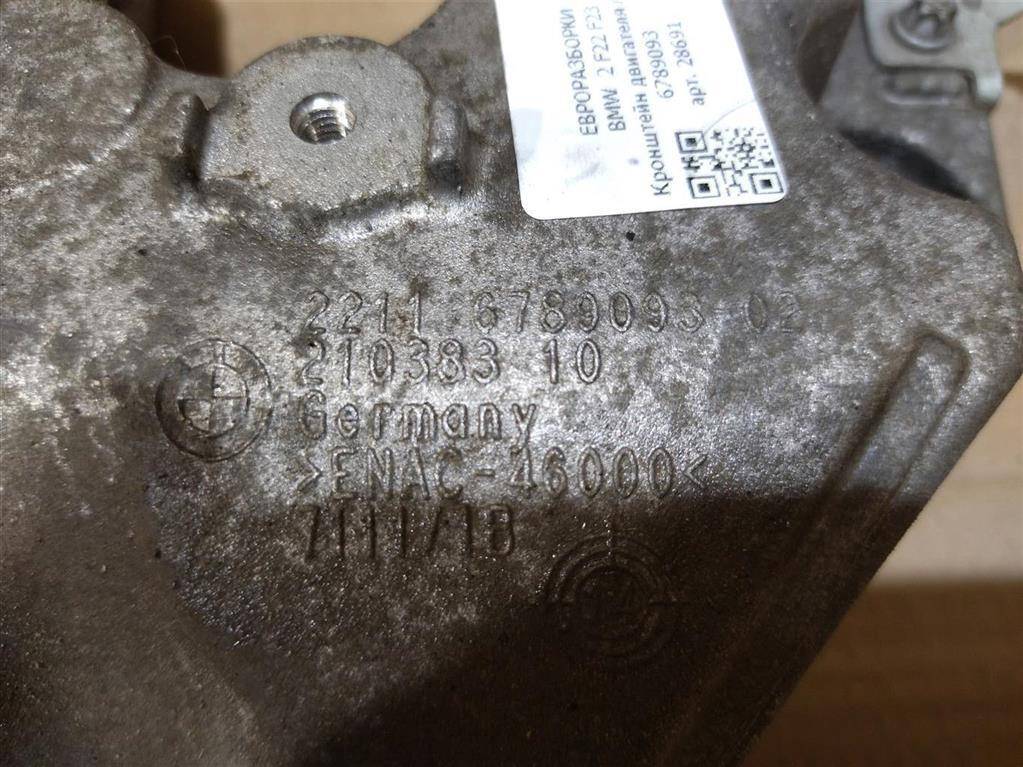 ЕВРОРАЗБОРКИ
BMW 2 F22 F23
Кронштейн двигателя
6789093
арт. 28691
2211 6789093 02
210383 10
Germany
>ENAC-46000<
7111/1B